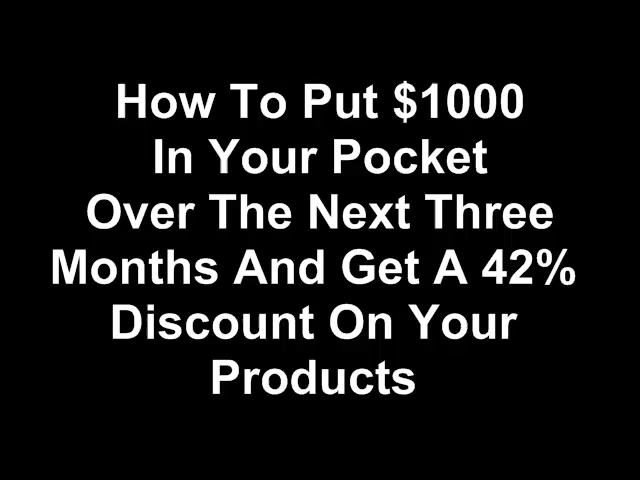 How To Put $1000
In Your Pocket
Over The Next Three
Months And Get A 42%
Discount On Your
Products